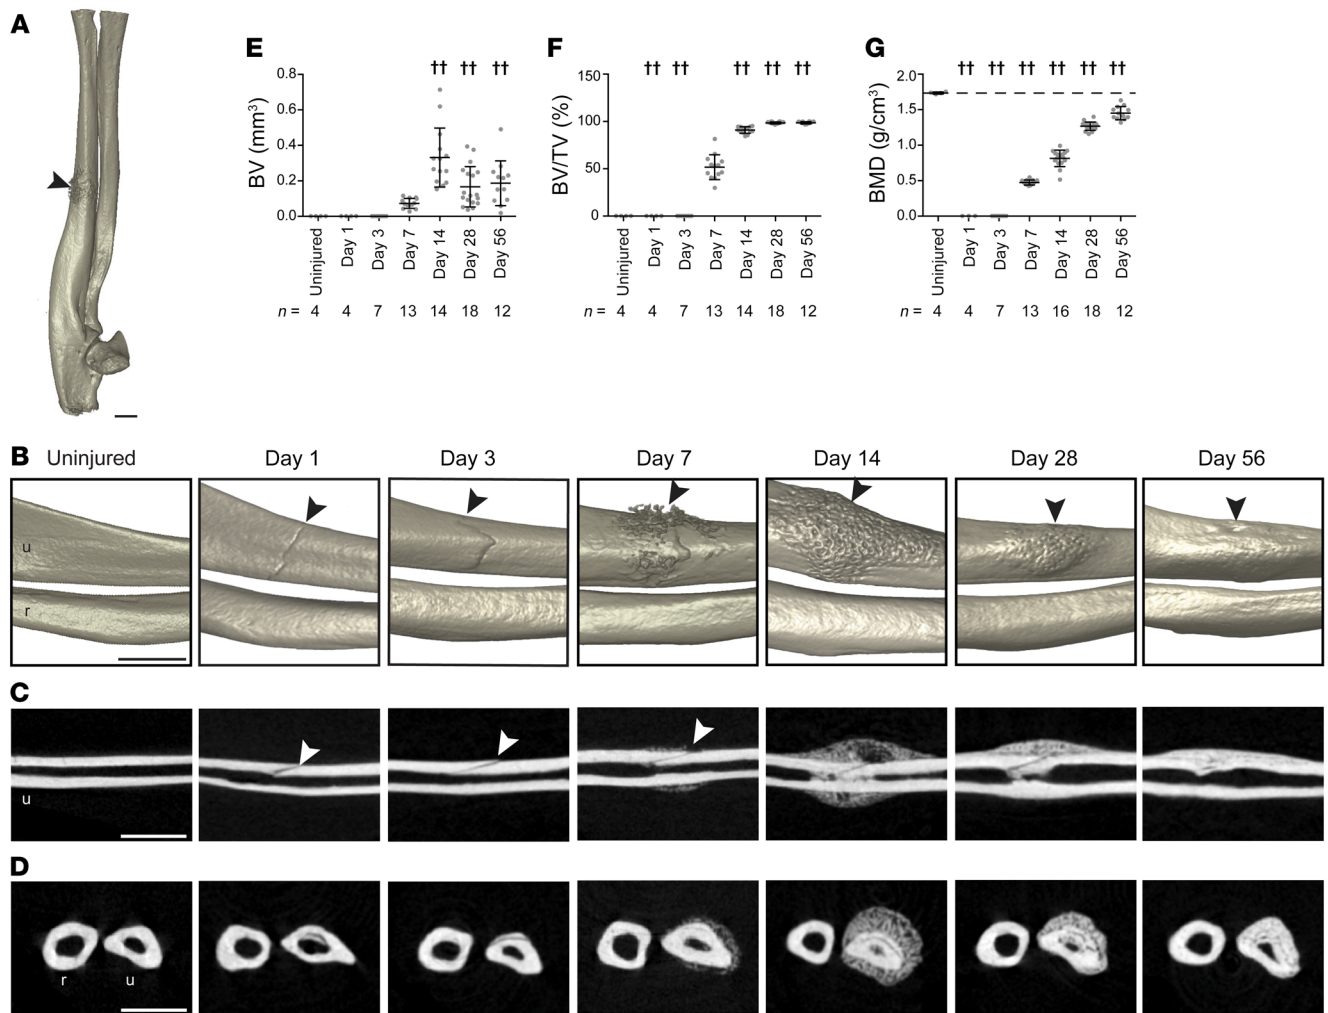 A
E
F
G
†† †† ††
†† †† †† †† ††
†† †† †† †† †† ††
BV (mm³)
0.8
0.6
0.4
0.2
0.0
Uninjured
Day 1
Day 3
Day 7
Day 14
Day 28
Day 56
n = 4 4 7 13 14 18 12
BV/TV (%)
150
100
50
0
Uninjured
Day 1
Day 3
Day 7
Day 14
Day 28
Day 56
n = 4 4 7 13 14 18 12
BMD (g/cm³)
2.0
1.5
1.0
0.5
0.0
Uninjured
Day 1
Day 3
Day 7
Day 14
Day 28
Day 56
n = 4 4 7 13 16 18 12
B
Uninjured Day 1 Day 3 Day 7 Day 14 Day 28 Day 56
u
r
C
u
D
r u